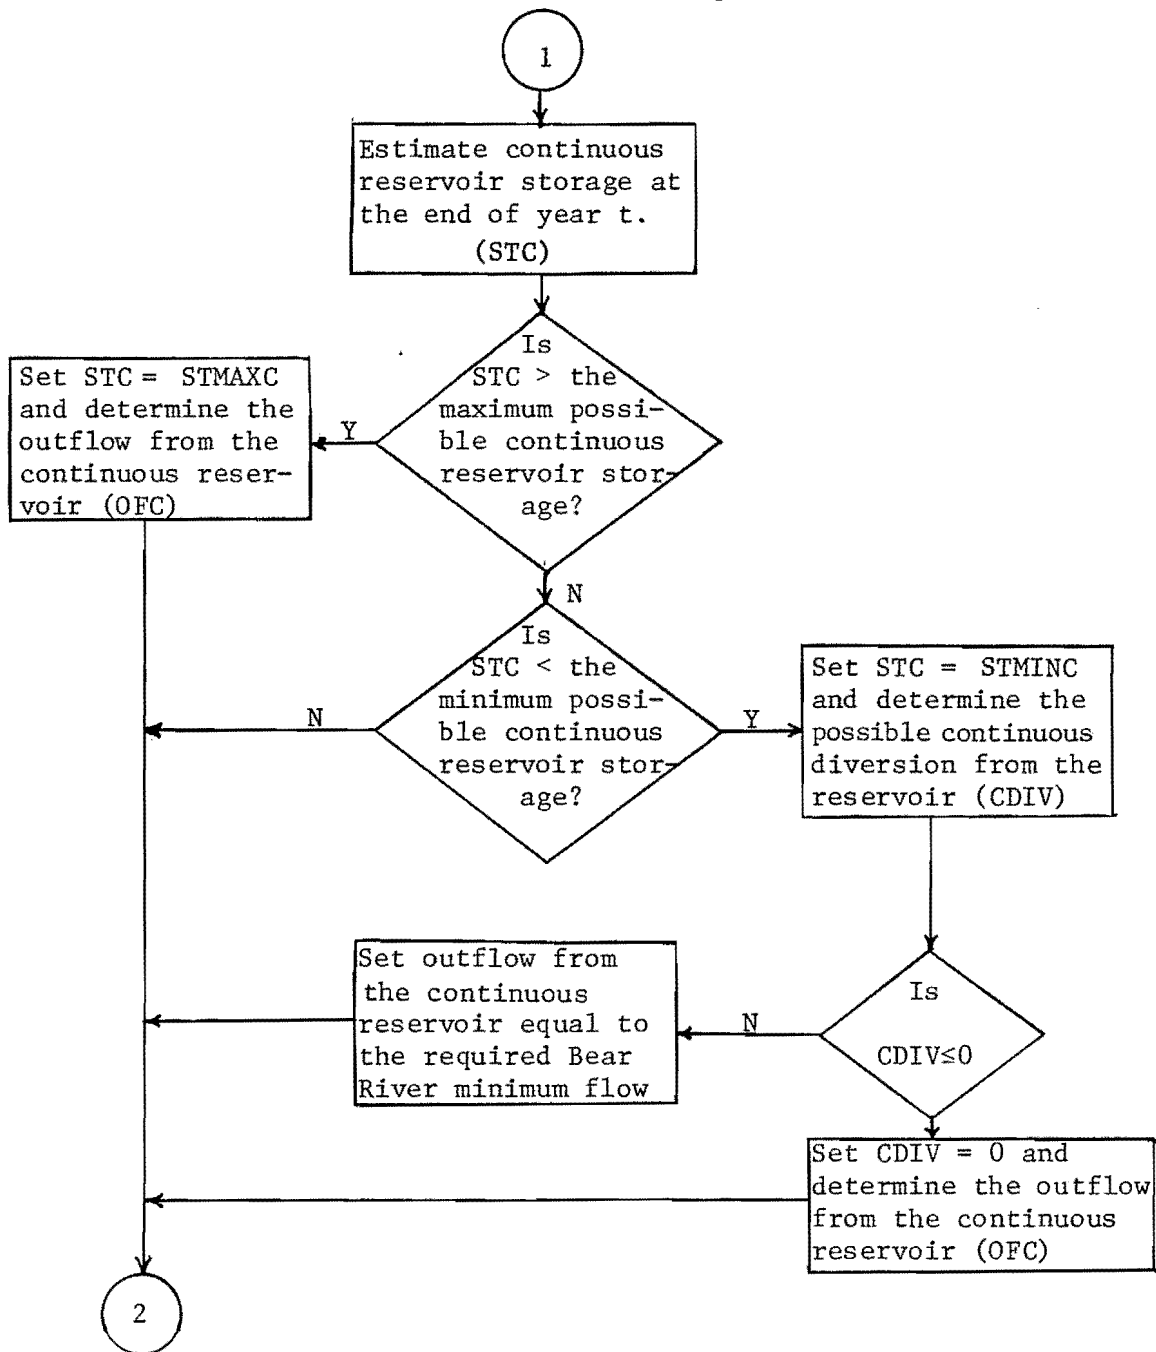 1
Estimate continuous
reservoir storage at
the end of year t.
(STC)
Is
STC > the
maximum possi-
ble continuous
reservoir stor-
age?
Y
Set STC = STMAXC
and determine the
outflow from the
continuous reser-
voir (OFC)
N
Is
STC < the
minimum possi-
ble continuous
reservoir stor-
age?
N
Y
Set STC = STMINC
and determine the
possible continuous
diversion from the
reservoir (CDIV)
Is
CDIV≤0
N
Set outflow from
the continuous
reservoir equal to
the required Bear
River minimum flow
Set CDIV = 0 and
determine the outflow
from the continuous
reservoir (OFC)
2